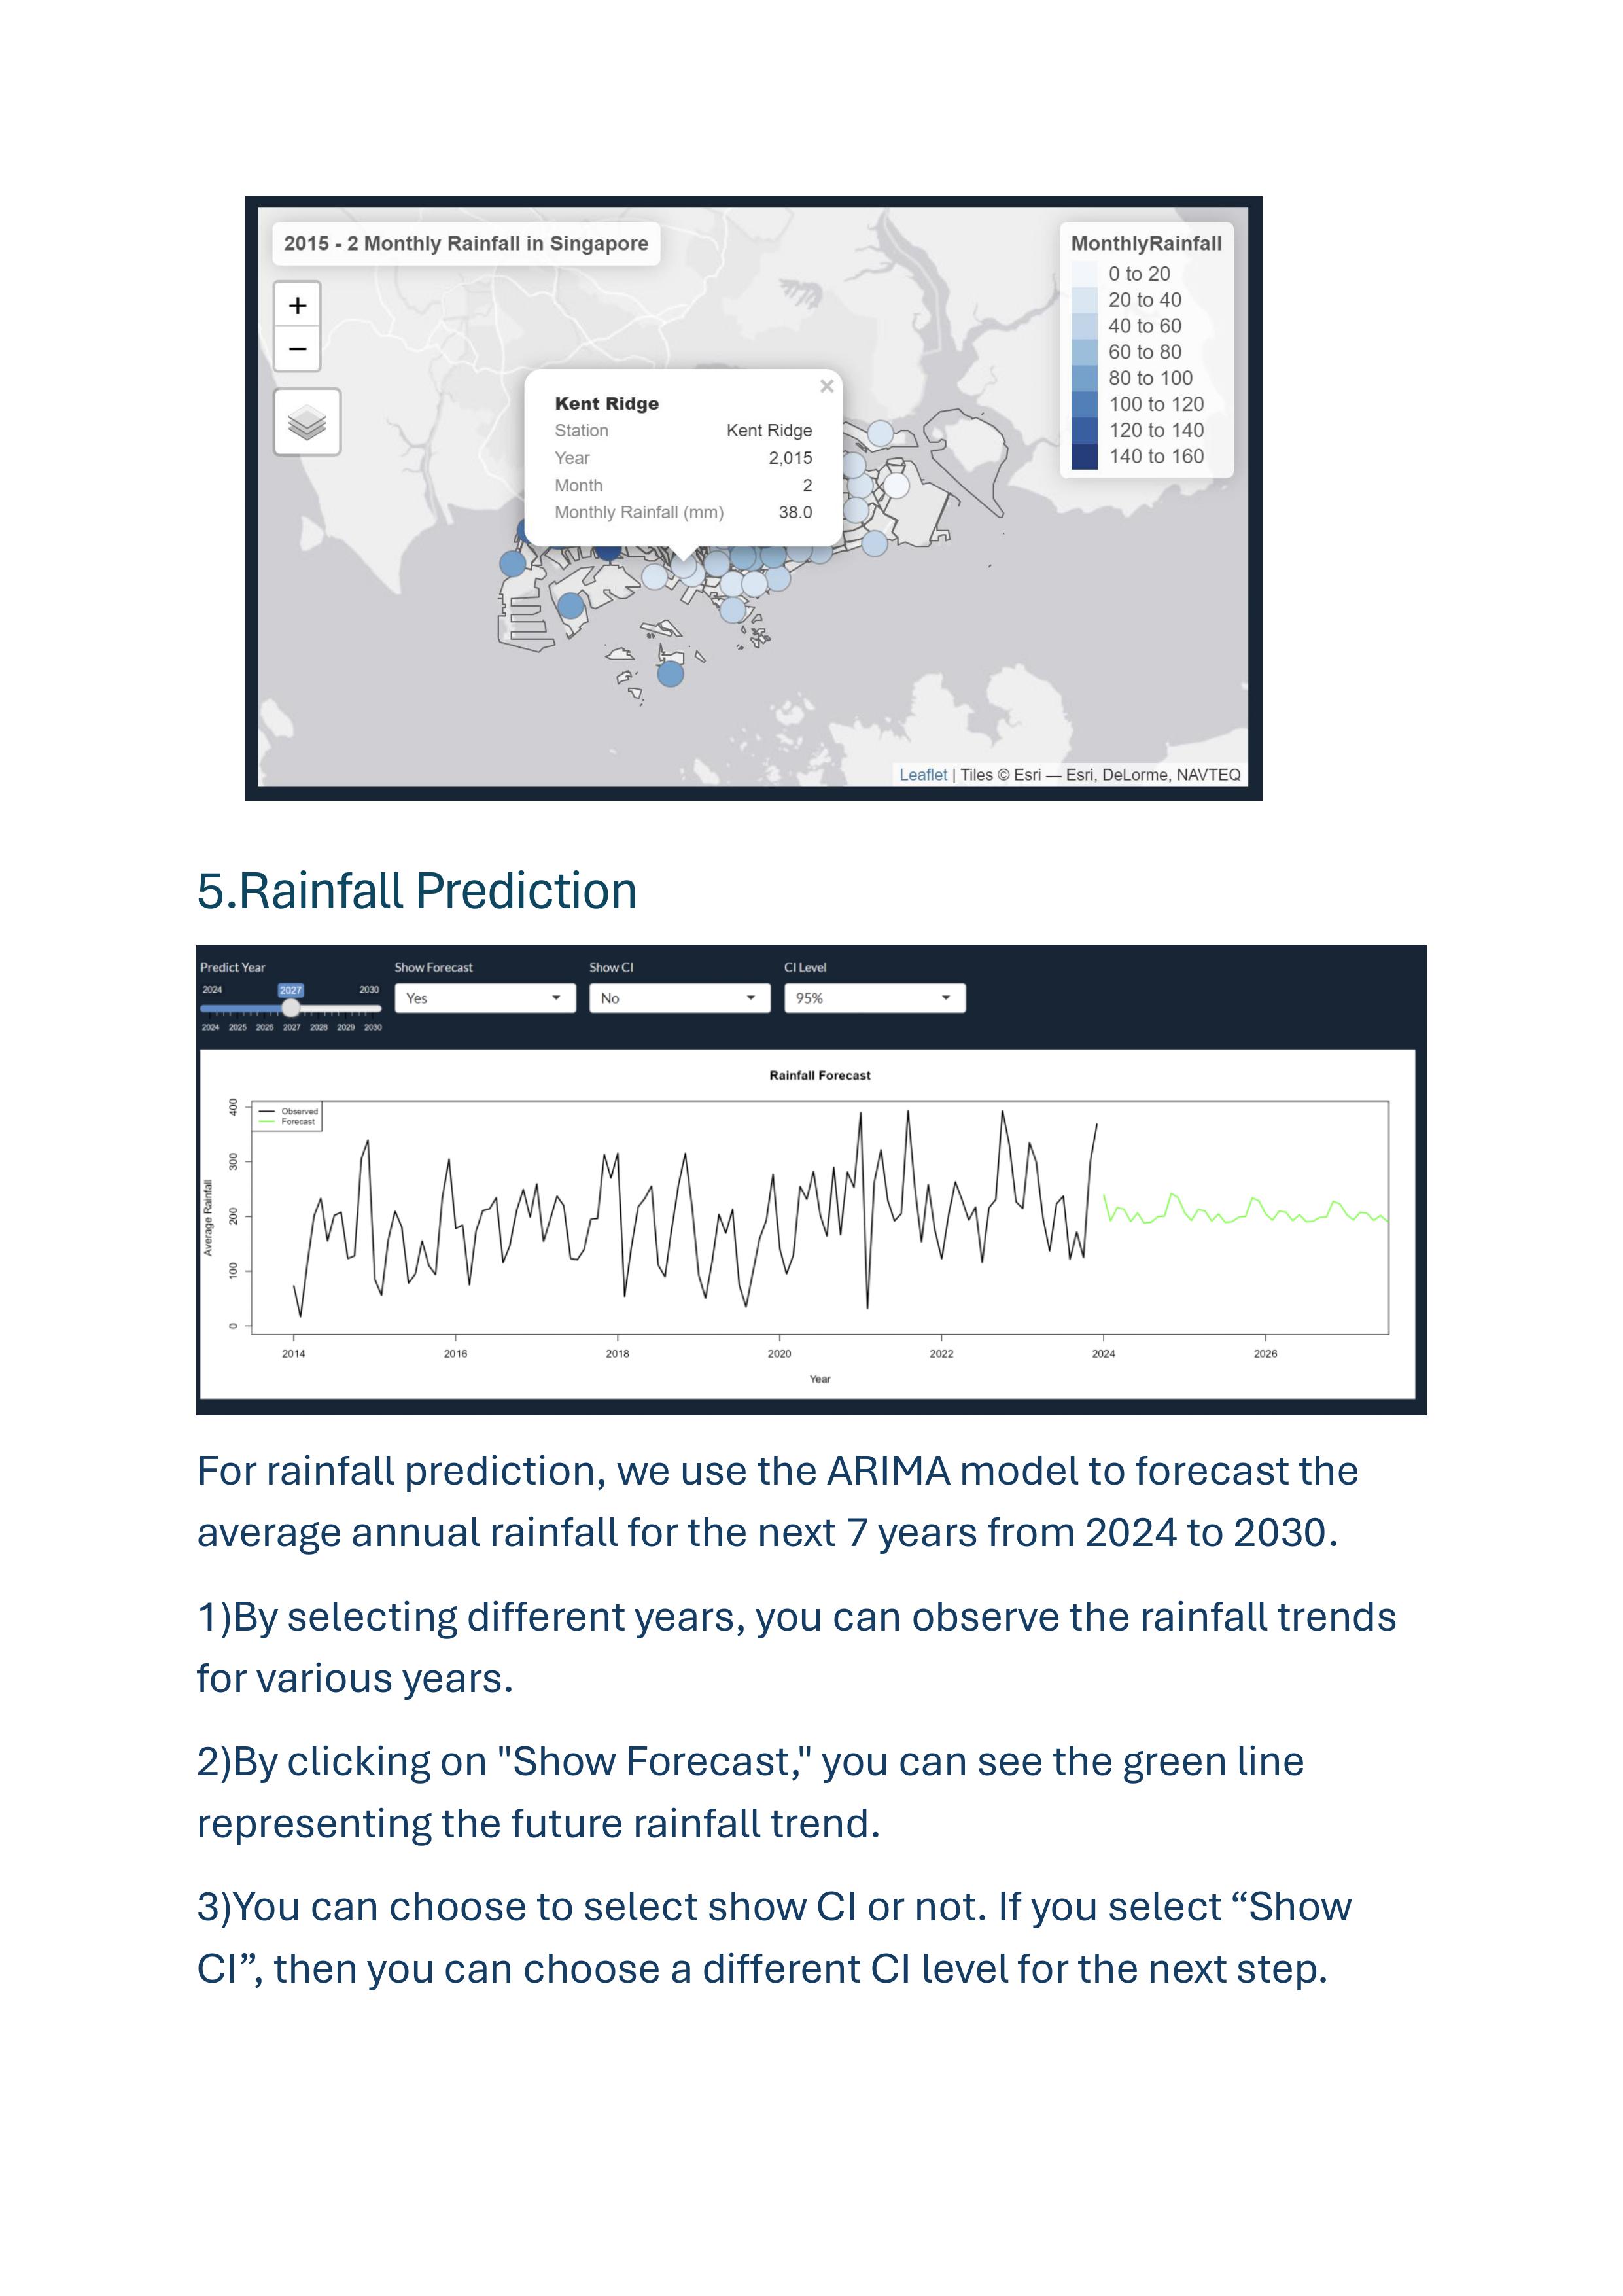 2015 - 2 Monthly Rainfall in Singapore
+
−
Kent Ridge
×
Station Kent Ridge
Year 2,015
Month 2
Monthly Rainfall (mm) 38.0
MonthlyRainfall
0 to 20
20 to 40
40 to 60
60 to 80
80 to 100
100 to 120
120 to 140
140 to 160
Leaflet | Tiles © Esri — Esri, DeLorme, NAVTEQ
5.Rainfall Prediction
Predict Year
2024 2027 2030
2024 2025 2026 2027 2028 2029 2030
Show Forecast
Yes
Show CI
No
CI Level
95%
Rainfall Forecast
Observed
Forecast
Average Rainfall
400
300
200
100
0
2014 2016 2018 2020 2022 2024 2026
Year
For rainfall prediction, we use the ARIMA model to forecast the
average annual rainfall for the next 7 years from 2024 to 2030.
1)By selecting different years, you can observe the rainfall trends
for various years.
2)By clicking on "Show Forecast," you can see the green line
representing the future rainfall trend.
3)You can choose to select show CI or not. If you select “Show
CI”, then you can choose a different CI level for the next step.